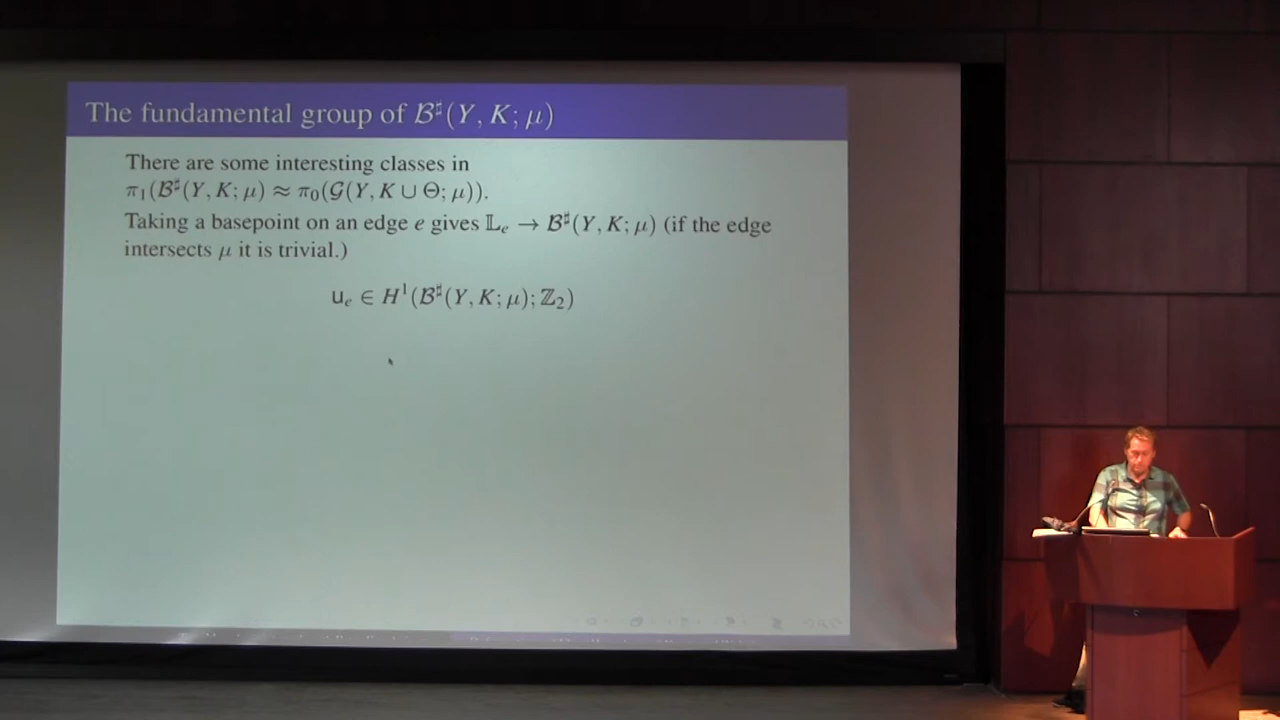 The fundamental group of 𝓑♯(Y, K; μ)
There are some interesting classes in
π₁(𝓑♯(Y, K; μ) ≈ π₀(𝓖(Y, K ∪ Θ; μ)).
Taking a basepoint on an edge e gives 𝕃ₑ → 𝓑♯(Y, K; μ) (if the edge
intersects μ it is trivial.)
uₑ ∈ H¹(𝓑♯(Y, K; μ); ℤ₂)